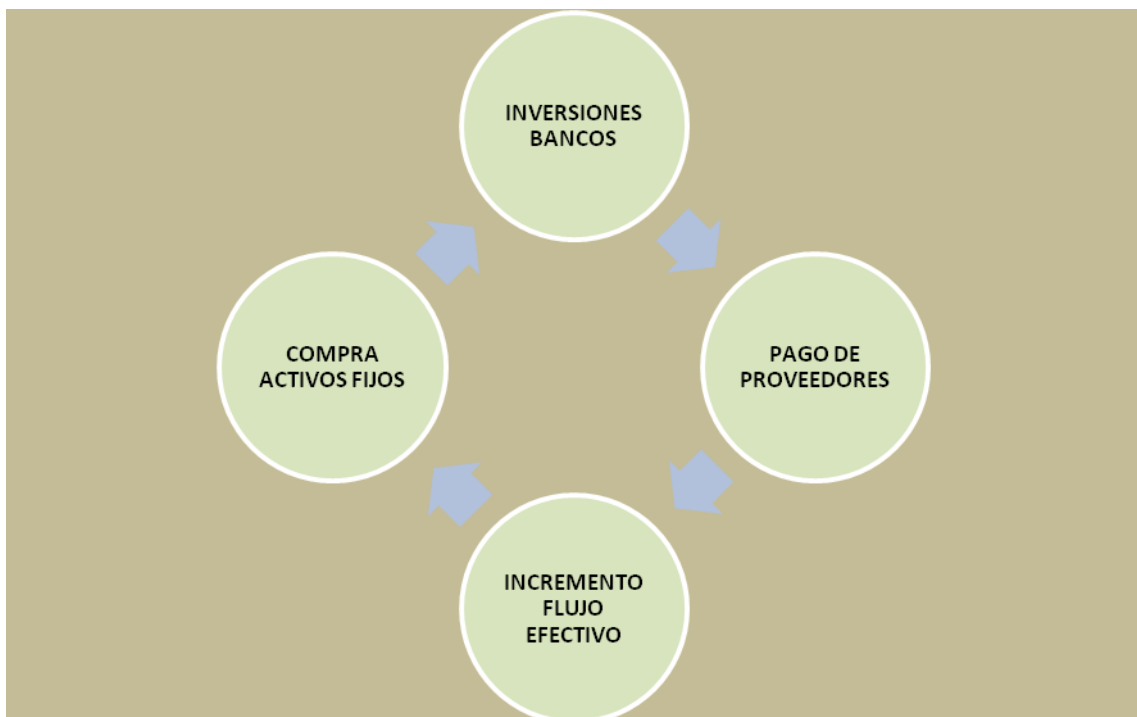 INVERSIONES
BANCOS
PAGO DE
PROVEEDORES
INCREMENTO
FLUJO
EFECTIVO
COMPRA
ACTIVOS FIJOS